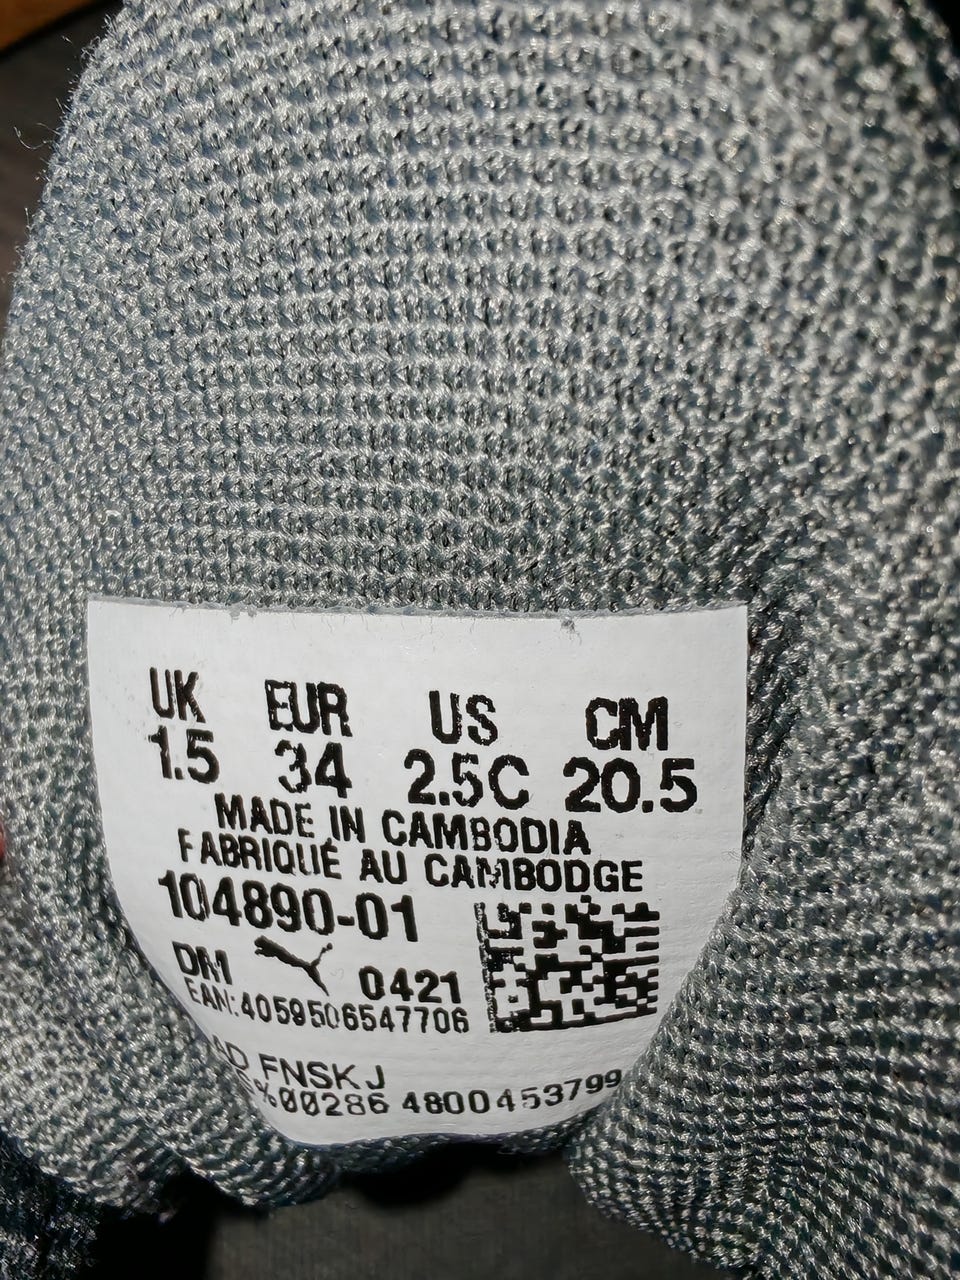 UK EUR US CM
1.5 34 2.5C 20.5
MADE IN CAMBODIA
FABRIQUÉ AU CAMBODGE
104890-01
DM 0421
EAN:4059506547706
FNSKJ
%00286 4800453799